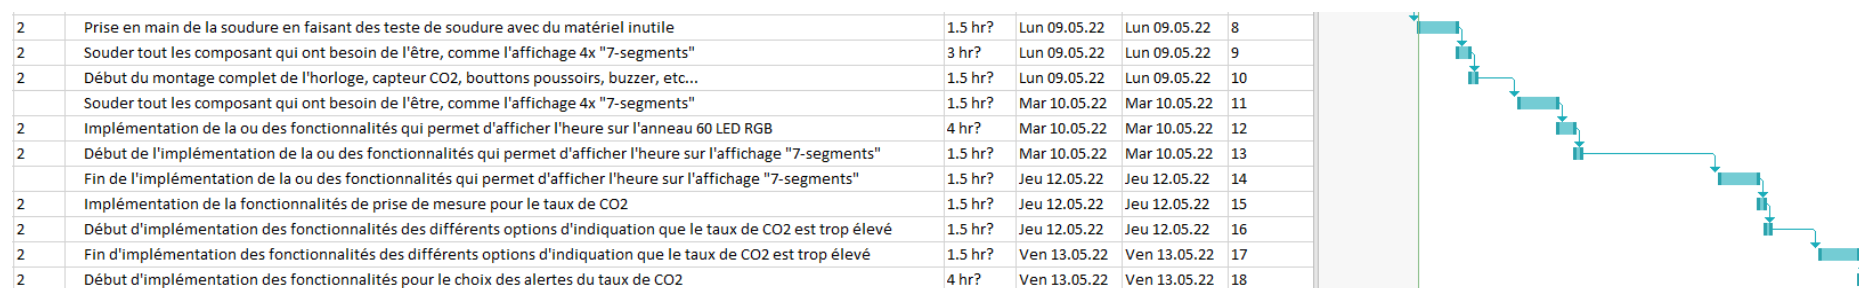 2 Prise en main de la soudure en faisant des teste de soudure avec du matériel inutile 1.5 hr? Lun 09.05.22 Lun 09.05.22 8
2 Souder tout les composant qui ont besoin de l'être, comme l'affichage 4x "7-segments" 3 hr? Lun 09.05.22 Lun 09.05.22 9
2 Début du montage complet de l'horloge, capteur CO2, bouttons poussoirs, buzzer, etc... 1.5 hr? Lun 09.05.22 Lun 09.05.22 10
Souder tout les composant qui ont besoin de l'être, comme l'affichage 4x "7-segments" 1.5 hr? Mar 10.05.22 Mar 10.05.22 11
2 Implémentation de la ou des fonctionnalités qui permet d'afficher l'heure sur l'anneau 60 LED RGB 4 hr? Mar 10.05.22 Mar 10.05.22 12
2 Début de l'implémentation de la ou des fonctionnalités qui permet d'afficher l'heure sur l'affichage "7-segments" 1.5 hr? Mar 10.05.22 Mar 10.05.22 13
Fin de l'implémentation de la ou des fonctionnalités qui permet d'afficher l'heure sur l'affichage "7-segments" 1.5 hr? Jeu 12.05.22 Jeu 12.05.22 14
2 Implémentation de la fonctionnalités de prise de mesure pour le taux de CO2 1.5 hr? Jeu 12.05.22 Jeu 12.05.22 15
2 Début d'implémentation des fonctionnalités des différents options d'indiquation que le taux de CO2 est trop élevé 1.5 hr? Jeu 12.05.22 Jeu 12.05.22 16
2 Fin d'implémentation des fonctionnalités des différents options d'indiquation que le taux de CO2 est trop élevé 1.5 hr? Ven 13.05.22 Ven 13.05.22 17
2 Début d'implémentation des fonctionnalités pour le choix des alertes du taux de CO2 4 hr? Ven 13.05.22 Ven 13.05.22 18